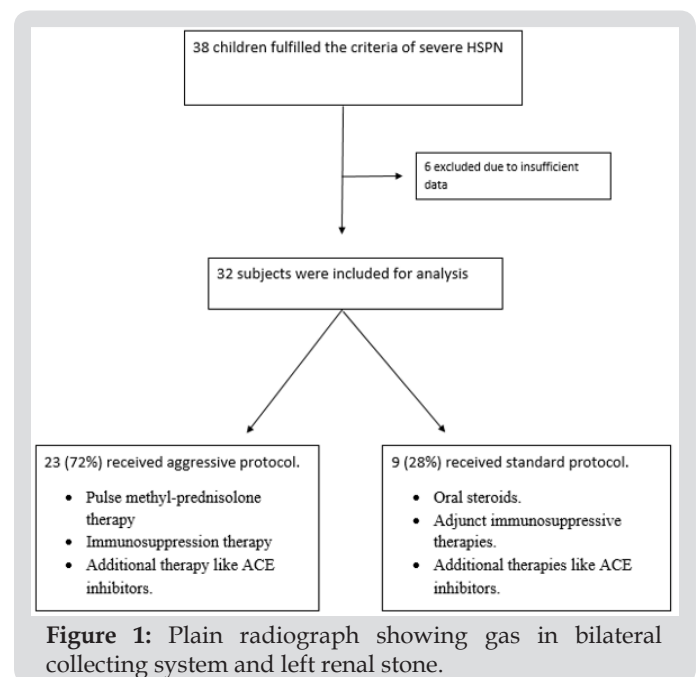 38 children fulfilled the criteria of severe HSPN
6 excluded due to insufficient
data
32 subjects were included for analysis
23 (72%) received aggressive protocol.
• Pulse methyl-prednisolone
therapy
• Immunosuppression therapy
• Additional therapy like ACE
inhibitors.
9 (28%) received standard protocol.
• Oral steroids.
• Adjunct immunosuppressive
therapies.
• Additional therapies like ACE
inhibitors.
Figure 1: Plain radiograph showing gas in bilateral
collecting system and left renal stone.